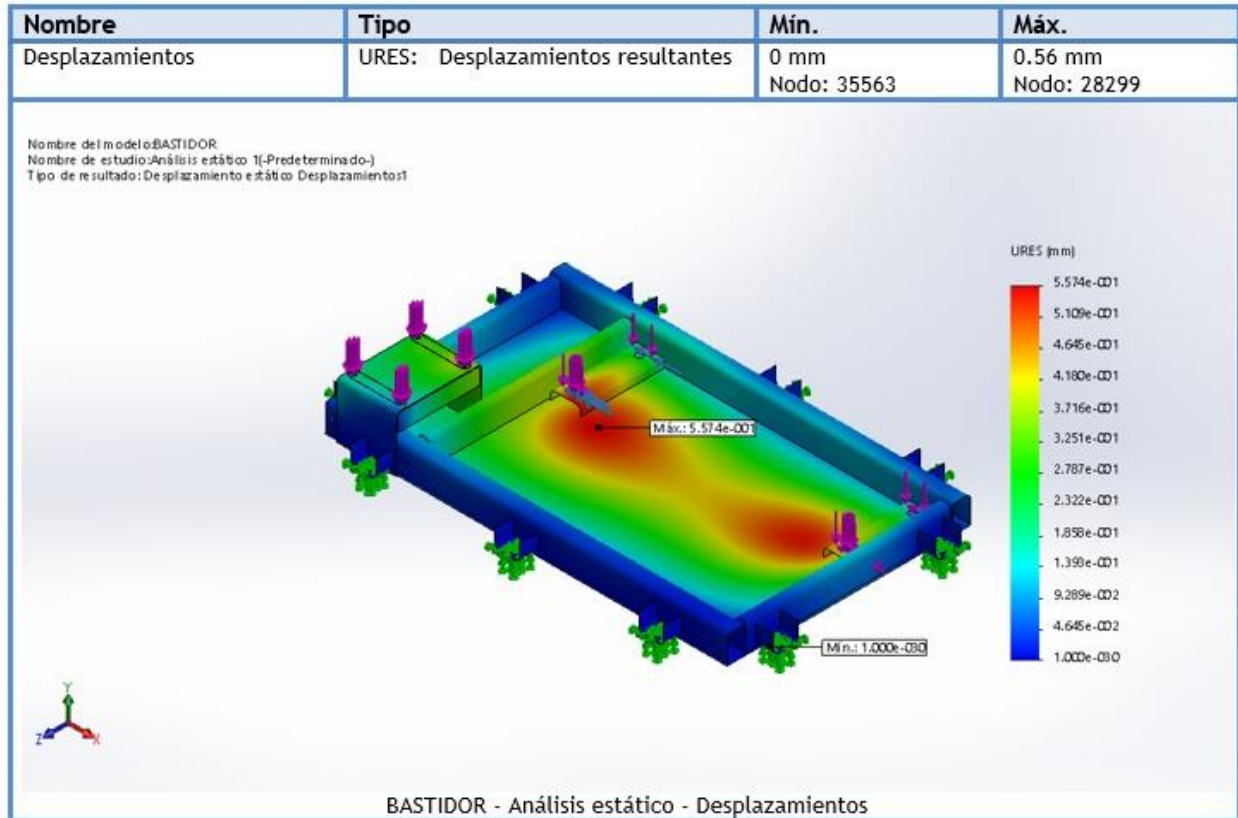 Nombre Tipo Mín. Máx.
Desplazamientos URES: Desplazamientos resultantes 0 mm 0.56 mm
Nodo: 35563 Nodo: 28299
Nombre del modelo:BASTIDOR
Nombre de estudio:Análisis estático 1(-Predeterminado-)
Tipo de resultado: Desplazamiento estático Desplazamientos1
URES (mm)
5.574e-001
5.109e-001
4.645e-001
4.180e-001
3.716e-001
3.251e-001
2.787e-001
2.322e-001
1.858e-001
1.393e-001
9.289e-002
4.645e-002
1.000e-030
Máx.: 5.574e-001
Mín.: 1.000e-030
Y
Z
X
BASTIDOR - Análisis estático - Desplazamientos